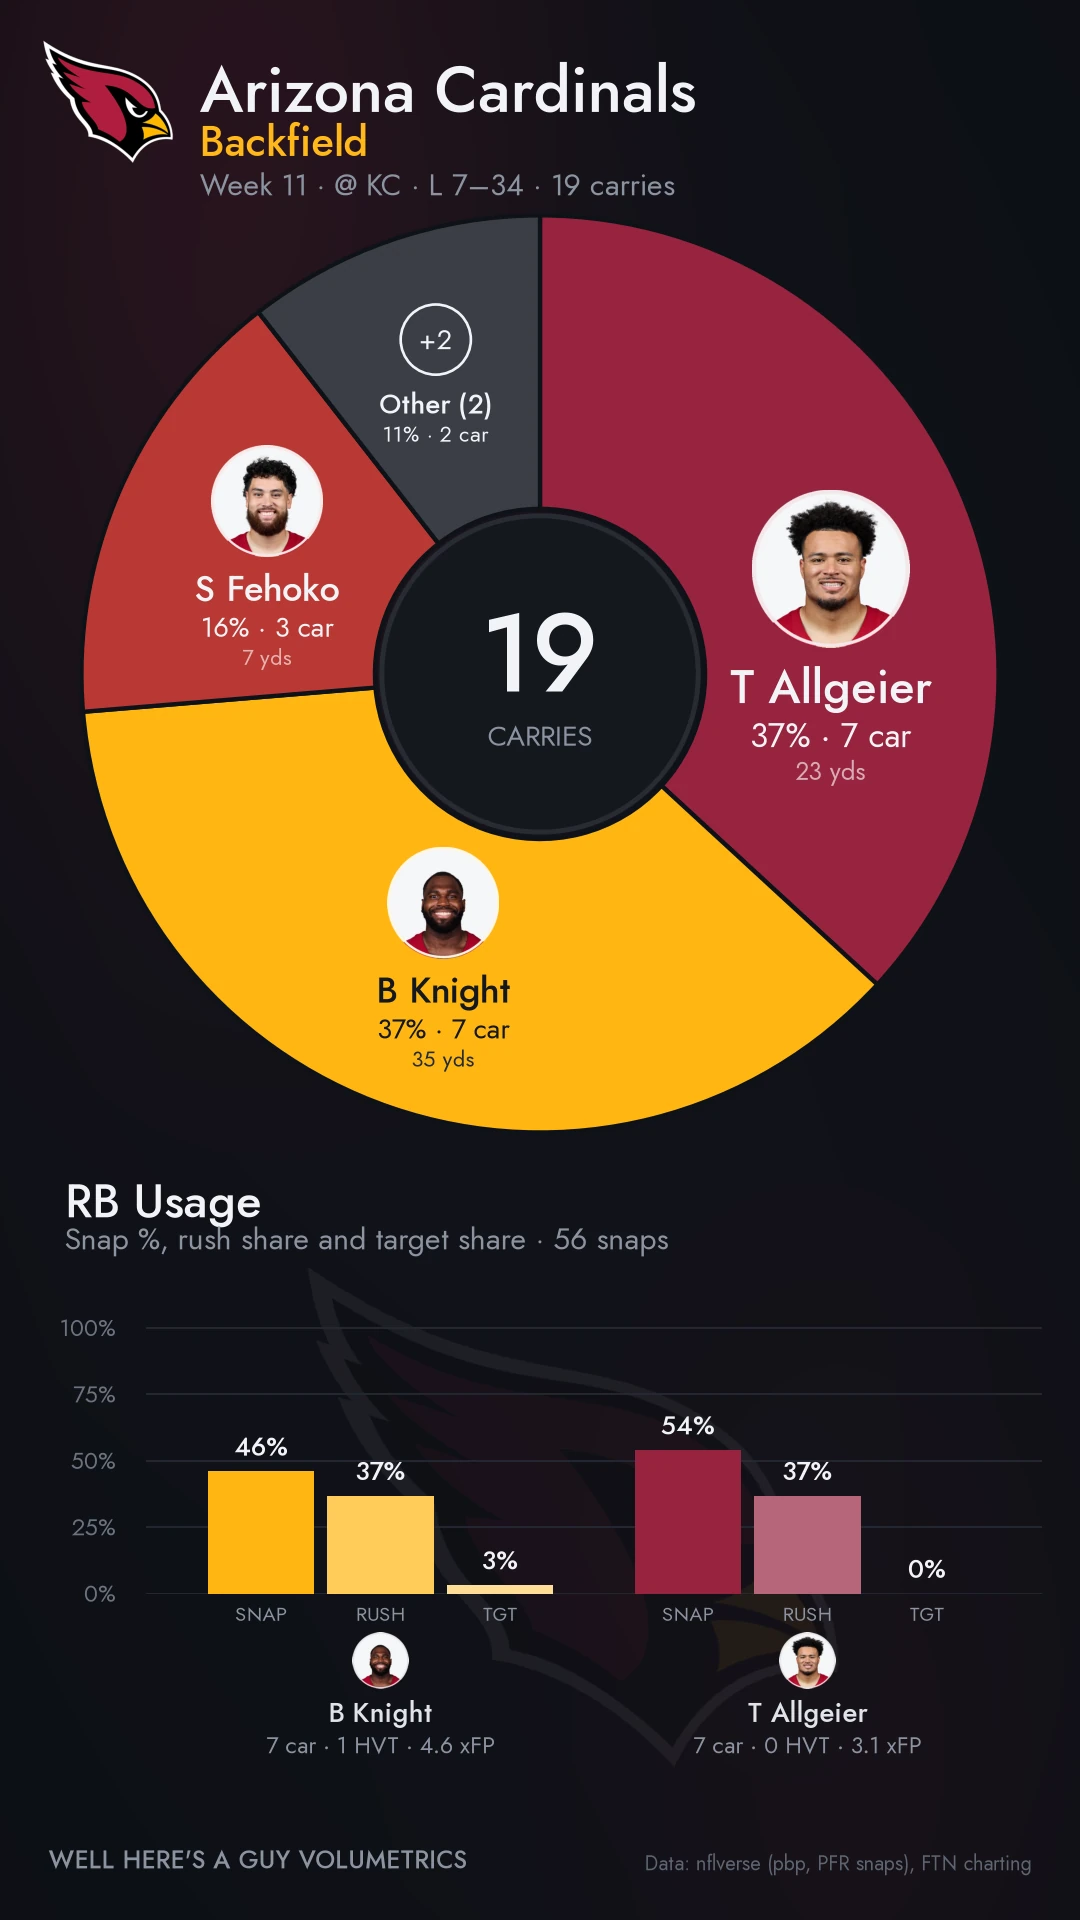 Arizona Cardinals
Backfield
Week 11 · @ KC · L 7–34 · 19 carries
+2
Other (2)
11% · 2 car
S Fehoko
16% · 3 car
7 yds
19
CARRIES
T Allgeier
37% · 7 car
23 yds
B Knight
37% · 7 car
35 yds
RB Usage
Snap %, rush share and target share · 56 snaps
100%
75%
50%
25%
0%
46%
37%
3%
54%
37%
0%
SNAP RUSH TGT SNAP RUSH TGT
B Knight
7 car · 1 HVT · 4.6 xFP
T Allgeier
7 car · 0 HVT · 3.1 xFP
WELL HERE'S A GUY VOLUMETRICS
Data: nflverse (pbp, PFR snaps), FTN charting